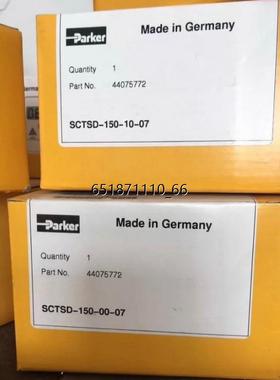 Parker
Made in Germany
Quantity 1
Part No. 44075772
SCTSD-150-10-07
651871110_66
Parker
Made in Germany
Quantity 1
Part No. 44075772
SCTSD-150-00-07